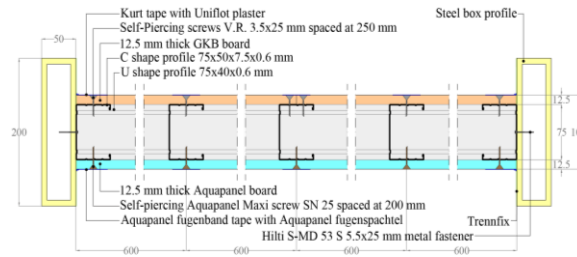 Kurt tape with Uniflot plaster
Self-Piercing screws V.R. 3.5x25 mm spaced at 250 mm
12.5 mm thick GKB board
C shape profile 75x50x7.5x0.6 mm
U shape profile 75x40x0.6 mm
Steel box profile
50
200
12.5
75
12.5
12.5 mm thick Aquapanel board
Self-piercing Aquapanel Maxi screw SN 25 spaced at 200 mm
Aquapanel fugenband tape with Aquapanel fugenspachtel
Trennfix
Hilti S-MD 53 S 5.5x25 mm metal fastener
600
600
600
600